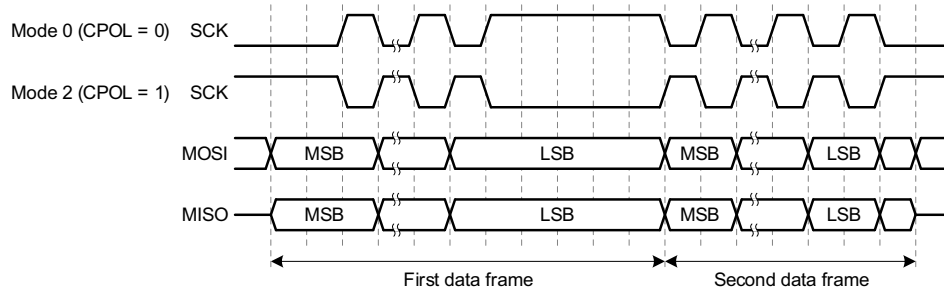 Mode 0 (CPOL = 0) SCK
Mode 2 (CPOL = 1) SCK
MOSI MSB LSB MSB LSB
MISO MSB LSB MSB LSB
First data frame Second data frame